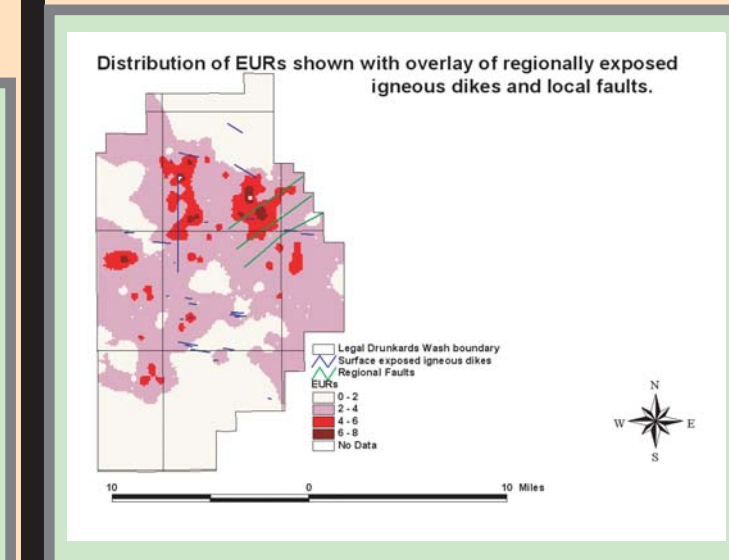 Distribution of EURs shown with overlay of regionally exposed
igneous dikes and local faults.
Legal Drunkards Wash boundary
Surface exposed igneous dikes
Regional Faults
EURs
0 - 2
2 - 4
4 - 6
6 - 8
No Data
N
W E
S
10 0 10 Miles